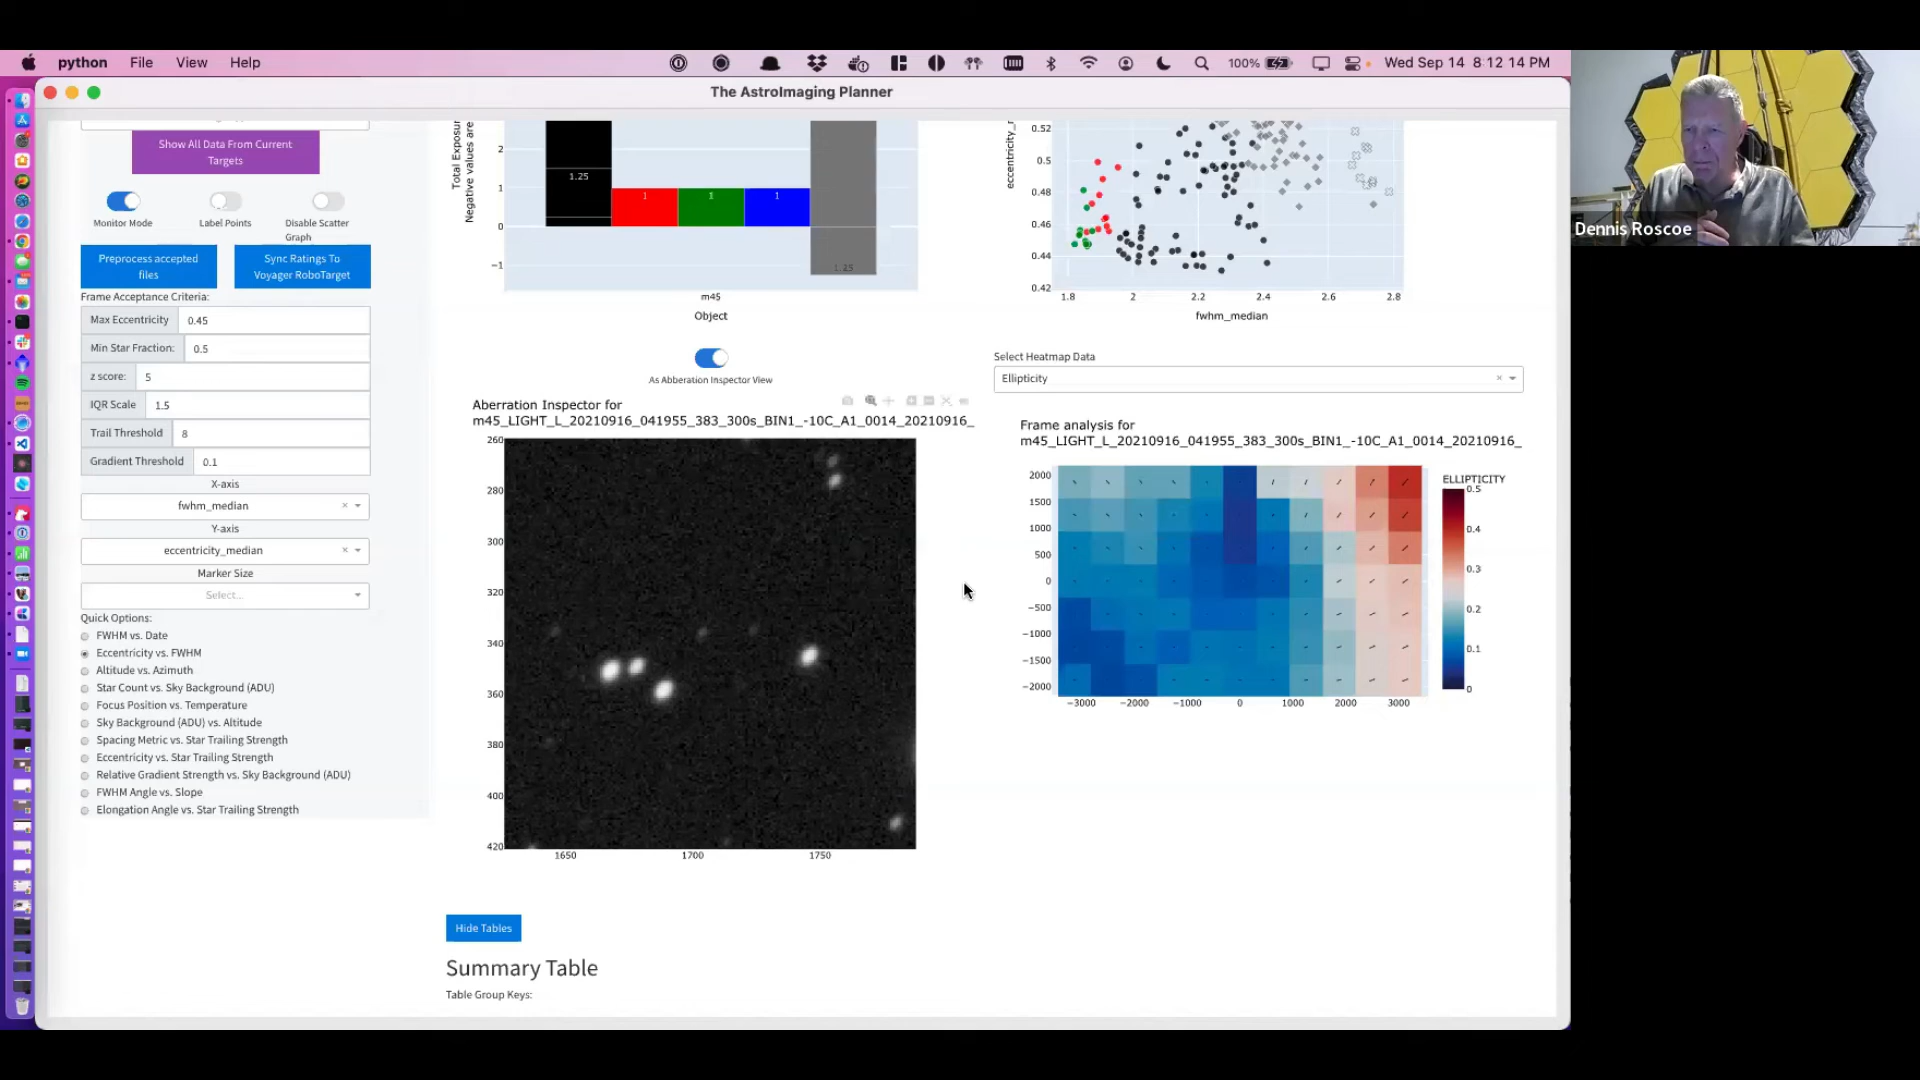 python File View Help
100% Wed Sep 14 8:12:14 PM
The AstroImaging Planner
Show All Data From Current
Targets
Monitor Mode
Label Points
Disable Scatter
Graph
Preprocess accepted
files
Sync Ratings To
Voyager RoboTarget
Frame Acceptance Criteria:
Max Eccentricity 0.45
Min Star Fraction: 0.5
z score: 5
IQR Scale 1.5
Trail Threshold 8
Gradient Threshold 0.1
X-axis
fwhm_median
Y-axis
eccentricity_median
Marker Size
Select...
Quick Options:
FWHM vs. Date
Eccentricity vs. FWHM
Altitude vs. Azimuth
Star Count vs. Sky Background (ADU)
Focus Position vs. Temperature
Sky Background (ADU) vs. Altitude
Spacing Metric vs. Star Trailing Strength
Eccentricity vs. Star Trailing Strength
Relative Gradient Strength vs. Sky Background (ADU)
FWHM Angle vs. Slope
Elongation Angle vs. Star Trailing Strength
Total Exposur
Negative values are
2
1
0
−1
1.25
1
1
1
1.25
m45
Object
eccentricity_r
0.52
0.5
0.48
0.46
0.44
0.42
1.8 2 2.2 2.4 2.6 2.8
fwhm_median
As Abberation Inspector View
Aberration Inspector for
m45_LIGHT_L_20210916_041955_383_300s_BIN1_-10C_A1_0014_20210916_
260
280
300
320
340
360
380
400
420
1650 1700 1750
Select Heatmap Data
Ellipticity
Frame analysis for
m45_LIGHT_L_20210916_041955_383_300s_BIN1_-10C_A1_0014_20210916_
2000
1500
1000
500
0
−500
−1000
−1500
−2000
−3000 −2000 −1000 0 1000 2000 3000
ELLIPTICITY
0.5
0.4
0.3
0.2
0.1
0
Hide Tables
Summary Table
Table Group Keys:
Dennis Roscoe